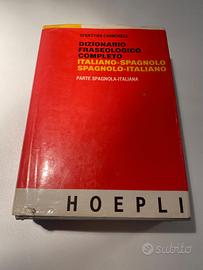 SEBASTIAN CARBONELL
DIZIONARIO
FRASEOLOGICO
COMPLETO
ITALIANO-SPAGNOLO
SPAGNOLO-ITALIANO
PARTE SPAGNOLA-ITALIANA
HOEPLI
subito